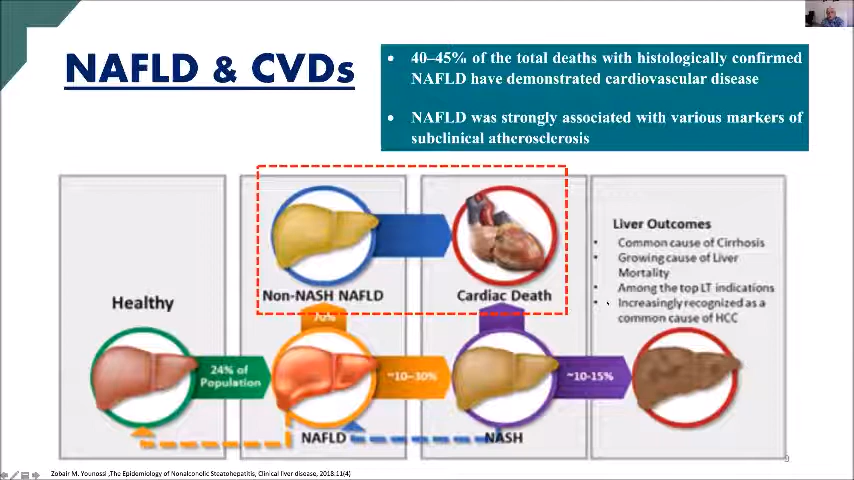 NAFLD & CVDs
• 40–45% of the total deaths with histologically confirmed
NAFLD have demonstrated cardiovascular disease
• NAFLD was strongly associated with various markers of
subclinical atherosclerosis
Healthy
24% of
Population
Non-NASH NAFLD
70%
NAFLD
~10–30%
Cardiac Death
NASH
~10-15%
Liver Outcomes
• Common cause of Cirrhosis
• Growing cause of Liver
Mortality
• Among the top LT indications
• Increasingly recognized as a
common cause of HCC
9
Zobair M. Younossi ,The Epidemiology of Nonalcoholic Steatohepatitis, Clinical liver disease, 2018:11(4)